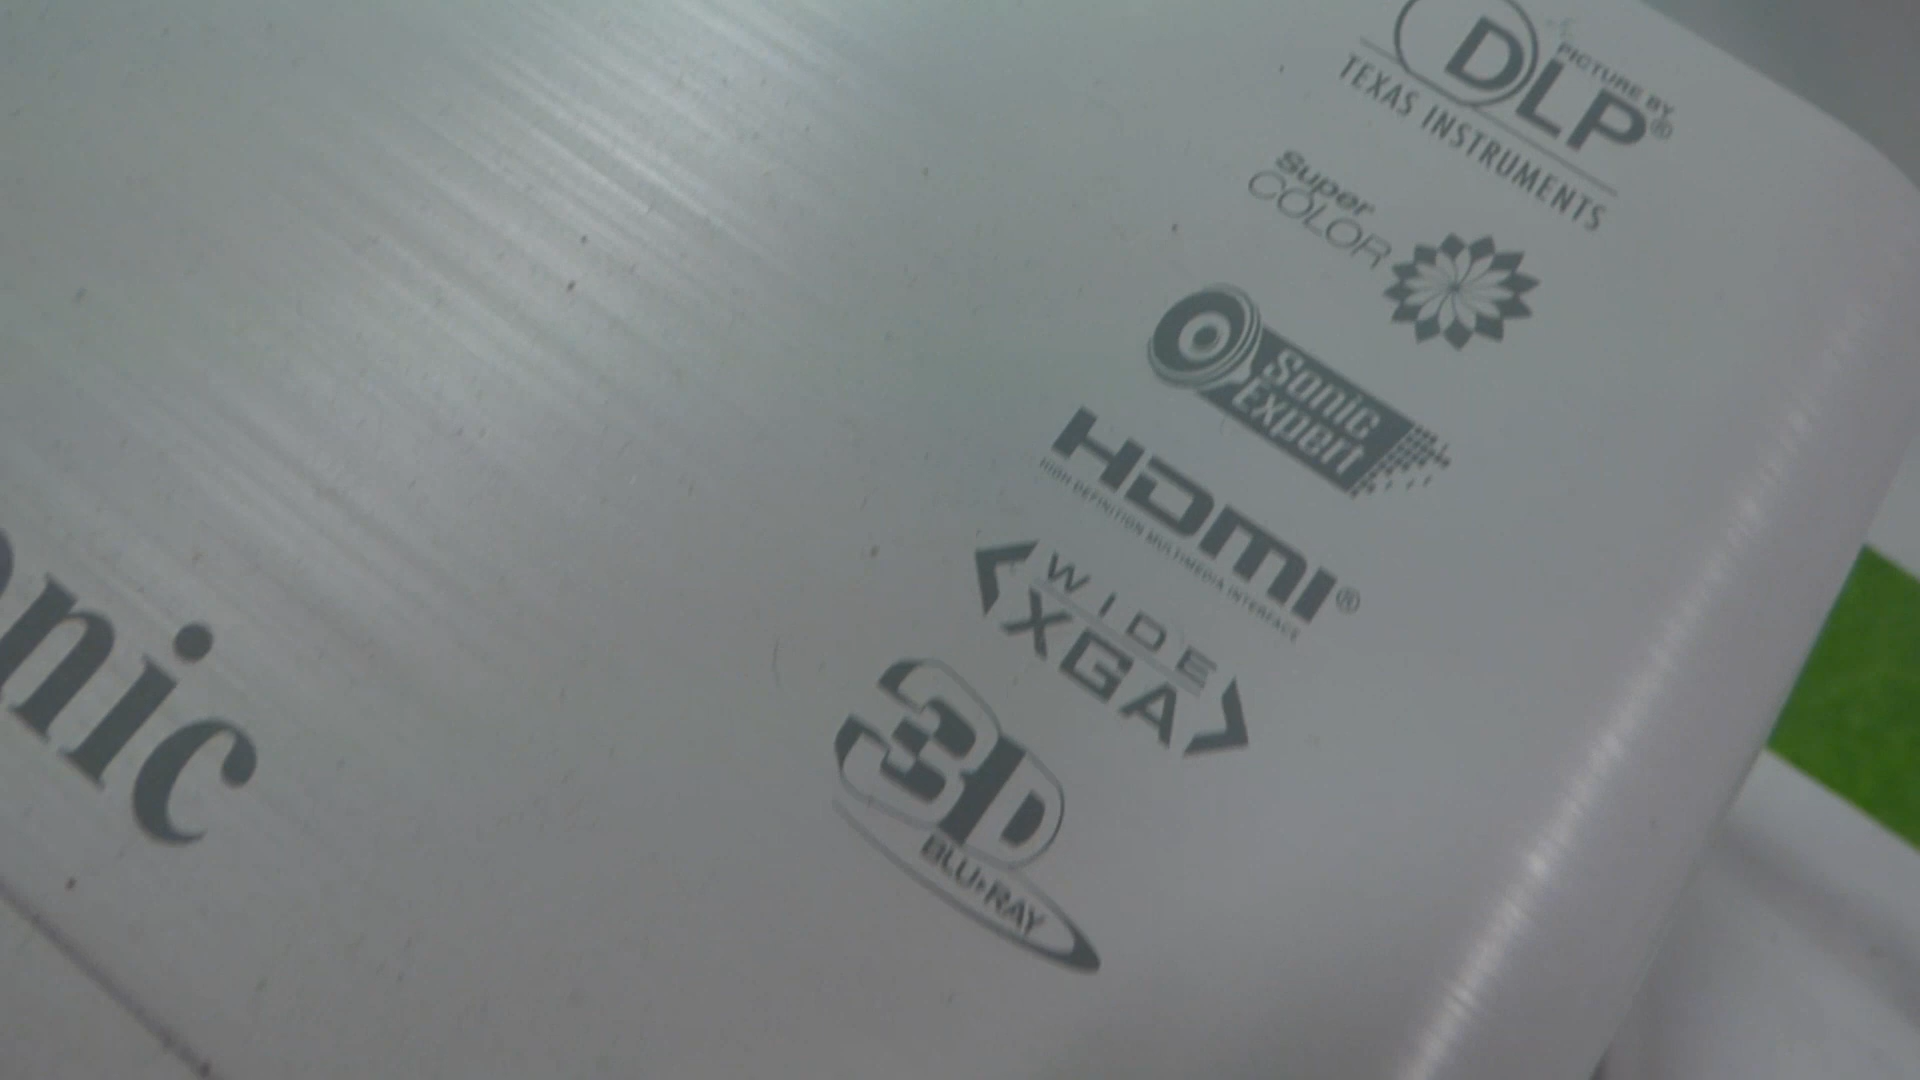 PICTURE BY
DLP®
TEXAS INSTRUMENTS
Super
COLOR
Sonic
Expert
HDMI®
HIGH DEFINITION MULTIMEDIA INTERFACE
WIDE
XGA
3D
BLU-RAY
nic